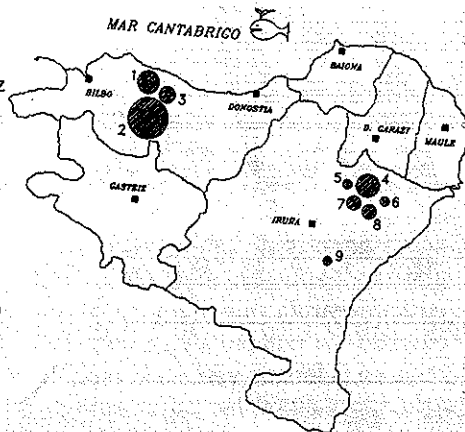 MAR CANTABRICO
BAIONA
1
Z
BILBO
3
DONOSTIA
2
D. GARAZI
MAULE
GASTEIZ
5
4
7
6
8
IRUÑA
9